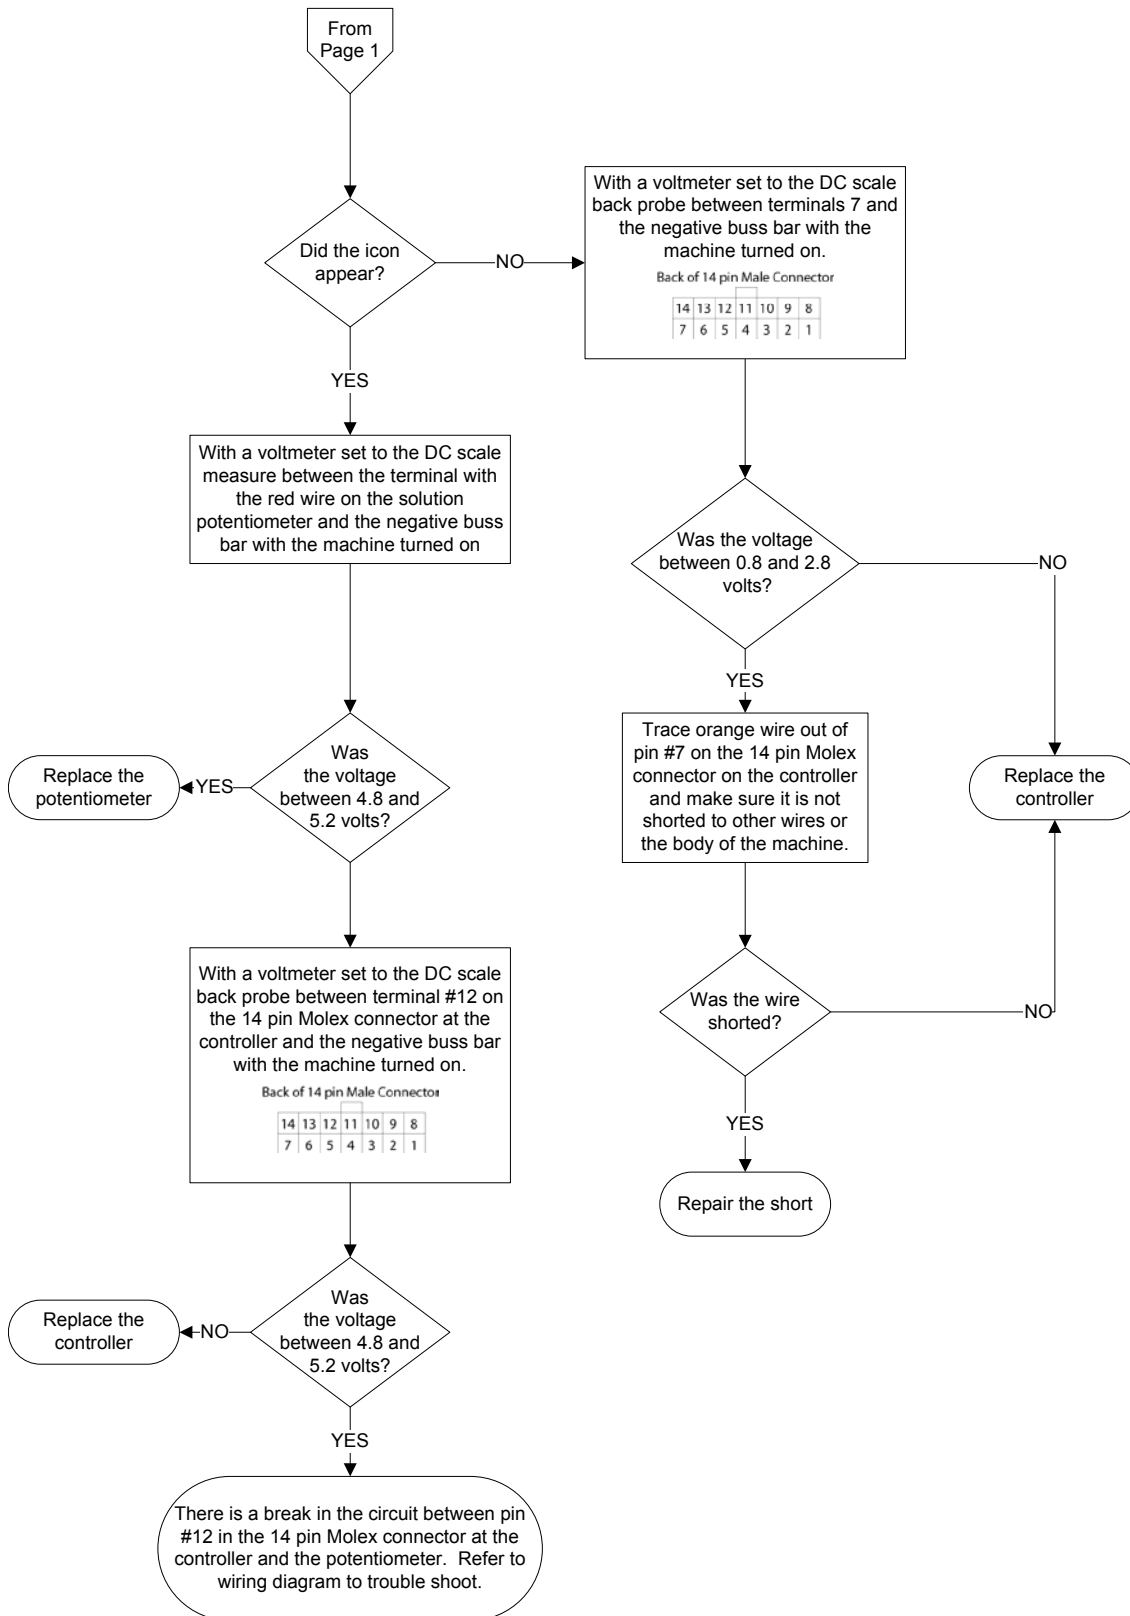 From
Page 1
Did the icon
appear?
NO
With a voltmeter set to the DC scale
back probe between terminals 7 and
the negative buss bar with the
machine turned on.
Back of 14 pin Male Connector
14 13 12 11 10 9 8
7 6 5 4 3 2 1
YES
With a voltmeter set to the DC scale
measure between the terminal with
the red wire on the solution
potentiometer and the negative buss
bar with the machine turned on
Was the voltage
between 0.8 and 2.8
volts?
NO
YES
Trace orange wire out of
pin #7 on the 14 pin Molex
connector on the controller
and make sure it is not
shorted to other wires or
the body of the machine.
Replace the
controller
Was
the voltage
between 4.8 and
5.2 volts?
YES
Replace the
potentiometer
With a voltmeter set to the DC scale
back probe between terminal #12 on
the 14 pin Molex connector at the
controller and the negative buss bar
with the machine turned on.
Back of 14 pin Male Connector
14 13 12 11 10 9 8
7 6 5 4 3 2 1
Was the wire
shorted?
NO
YES
Repair the short
Was
the voltage
between 4.8 and
5.2 volts?
NO
Replace the
controller
YES
There is a break in the circuit between pin
#12 in the 14 pin Molex connector at the
controller and the potentiometer. Refer to
wiring diagram to trouble shoot.